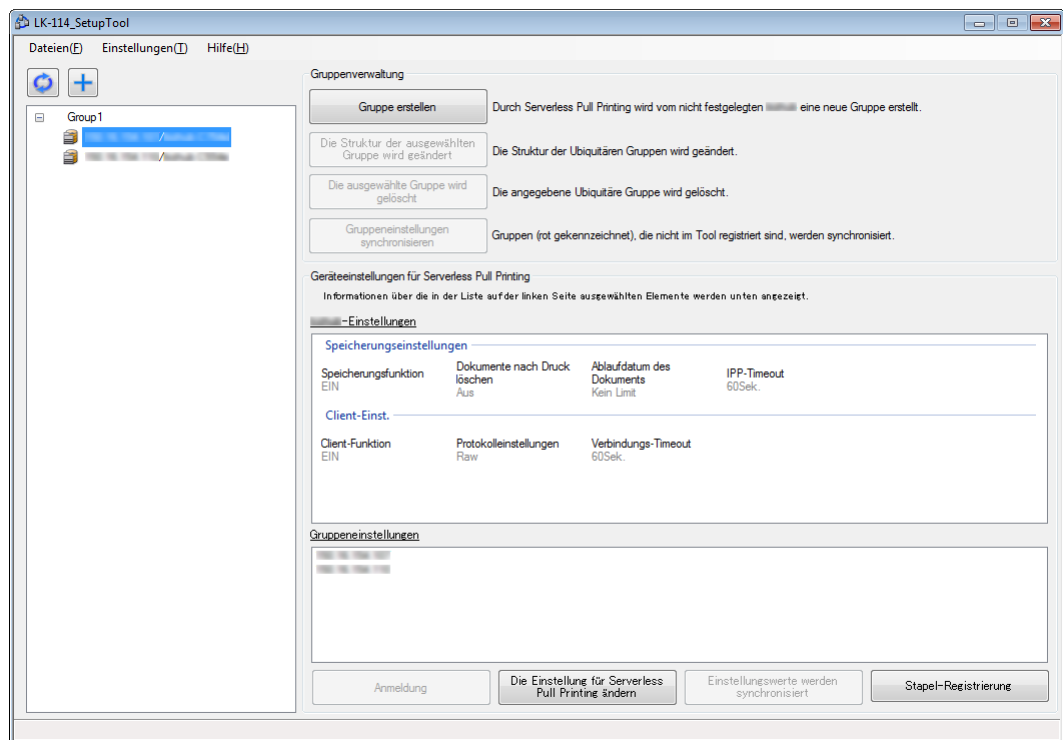 LK-114_SetupTool
Dateien(F) Einstellungen(T) Hilfe(H)
Group1
/
/
Gruppenverwaltung
Gruppe erstellen
Durch Serverless Pull Printing wird vom nicht festgelegten eine neue Gruppe erstellt.
Die Struktur der ausgewählten
Gruppe wird geändert
Die Struktur der Ubiquitären Gruppen wird geändert.
Die ausgewählte Gruppe wird
gelöscht
Die angegebene Ubiquitäre Gruppe wird gelöscht.
Gruppeneinstellungen
synchronisieren
Gruppen (rot gekennzeichnet), die nicht im Tool registriert sind, werden synchronisiert.
Geräteeinstellungen für Serverless Pull Printing
Informationen über die in der Liste auf der linken Seite ausgewählten Elemente werden unten angezeigt.
-Einstellungen
Speicherungseinstellungen
Speicherungsfunktion
EIN
Dokumente nach Druck
löschen
Aus
Ablaufdatum des
Dokuments
Kein Limit
IPP-Timeout
60Sek.
Client-Einst.
Client-Funktion
EIN
Protokolleinstellungen
Raw
Verbindungs-Timeout
60Sek.
Gruppeneinstellungen
Anmeldung
Die Einstellung für Serverless
Pull Printing ändern
Einstellungswerte werden
synchronisiert
Stapel-Registrierung